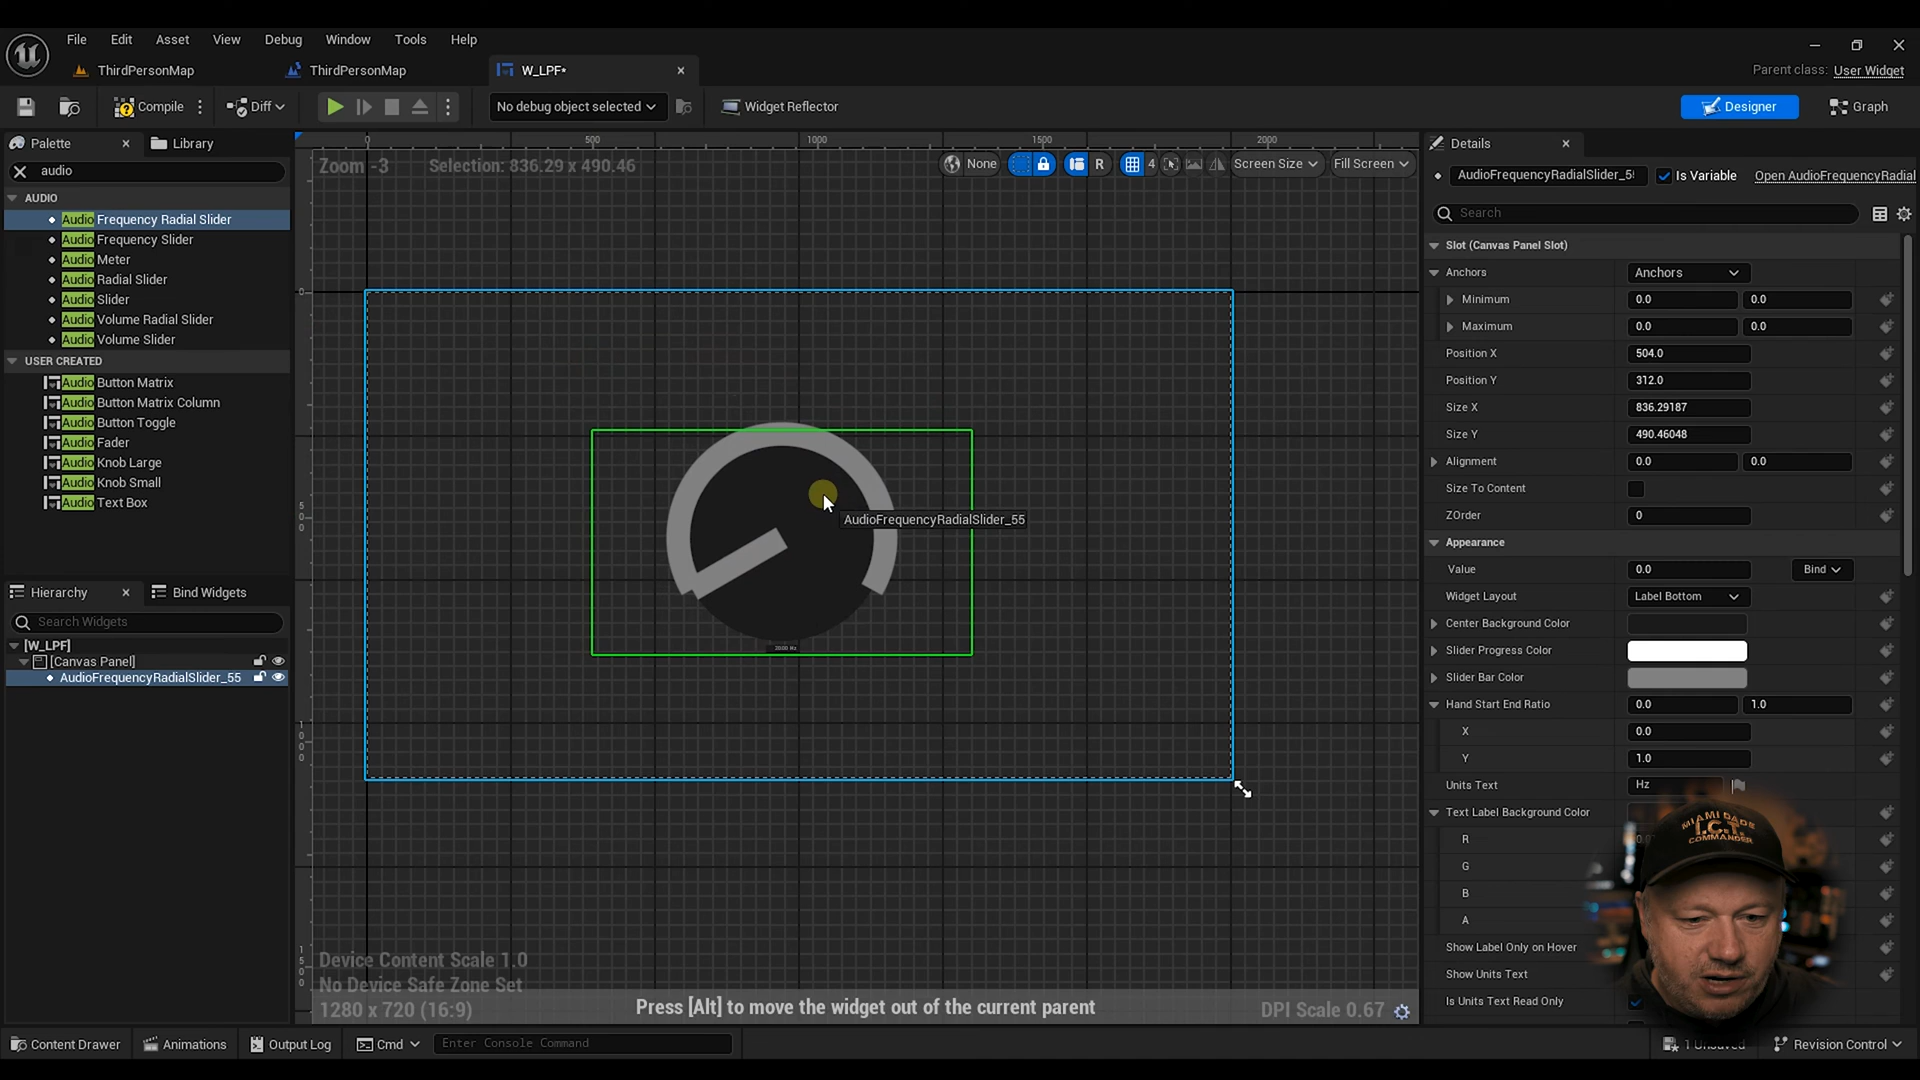 File Edit Asset View Debug Window Tools Help
ThirdPersonMap ThirdPersonMap W_LPF*
Parent class: User Widget
Compile Diff No debug object selected Widget Reflector Designer Graph
Palette Library
audio
AUDIO
Audio Frequency Radial Slider
Audio Frequency Slider
Audio Meter
Audio Radial Slider
Audio Slider
Audio Volume Radial Slider
Audio Volume Slider
USER CREATED
Audio Button Matrix
Audio Button Matrix Column
Audio Button Toggle
Audio Fader
Audio Knob Large
Audio Knob Small
Audio Text Box
Hierarchy Bind Widgets
Search Widgets
[W_LPF]
[Canvas Panel]
AudioFrequencyRadialSlider_55
0 500 1000 1500 2000
Zoom -3 Selection: 836.29 x 490.46
None R 4 Screen Size Fill Screen
0
500
1000
AudioFrequencyRadialSlider_55
Device Content Scale 1.0
No Device Safe Zone Set
1280 x 720 (16:9)
Press [Alt] to move the widget out of the current parent
DPI Scale 0.67
Details
AudioFrequencyRadialSlider_5 Is Variable Open AudioFrequencyRadial
Search
Slot (Canvas Panel Slot)
Anchors Anchors
Minimum 0.0 0.0
Maximum 0.0 0.0
Position X 504.0
Position Y 312.0
Size X 836.29187
Size Y 490.46048
Alignment 0.0 0.0
Size To Content
ZOrder 0
Appearance
Value 0.0 Bind
Widget Layout Label Bottom
Center Background Color
Slider Progress Color
Slider Bar Color
Hand Start End Ratio 0.0 1.0
X 0.0
Y 1.0
Units Text Hz
Text Label Background Color
R
G
B
A
Show Label Only on Hover
Show Units Text
Is Units Text Read Only
MIAMI DADE
I.C.T.
COMMANDER
Content Drawer Animations Output Log Cmd Enter Console Command 1 Unsaved Revision Control